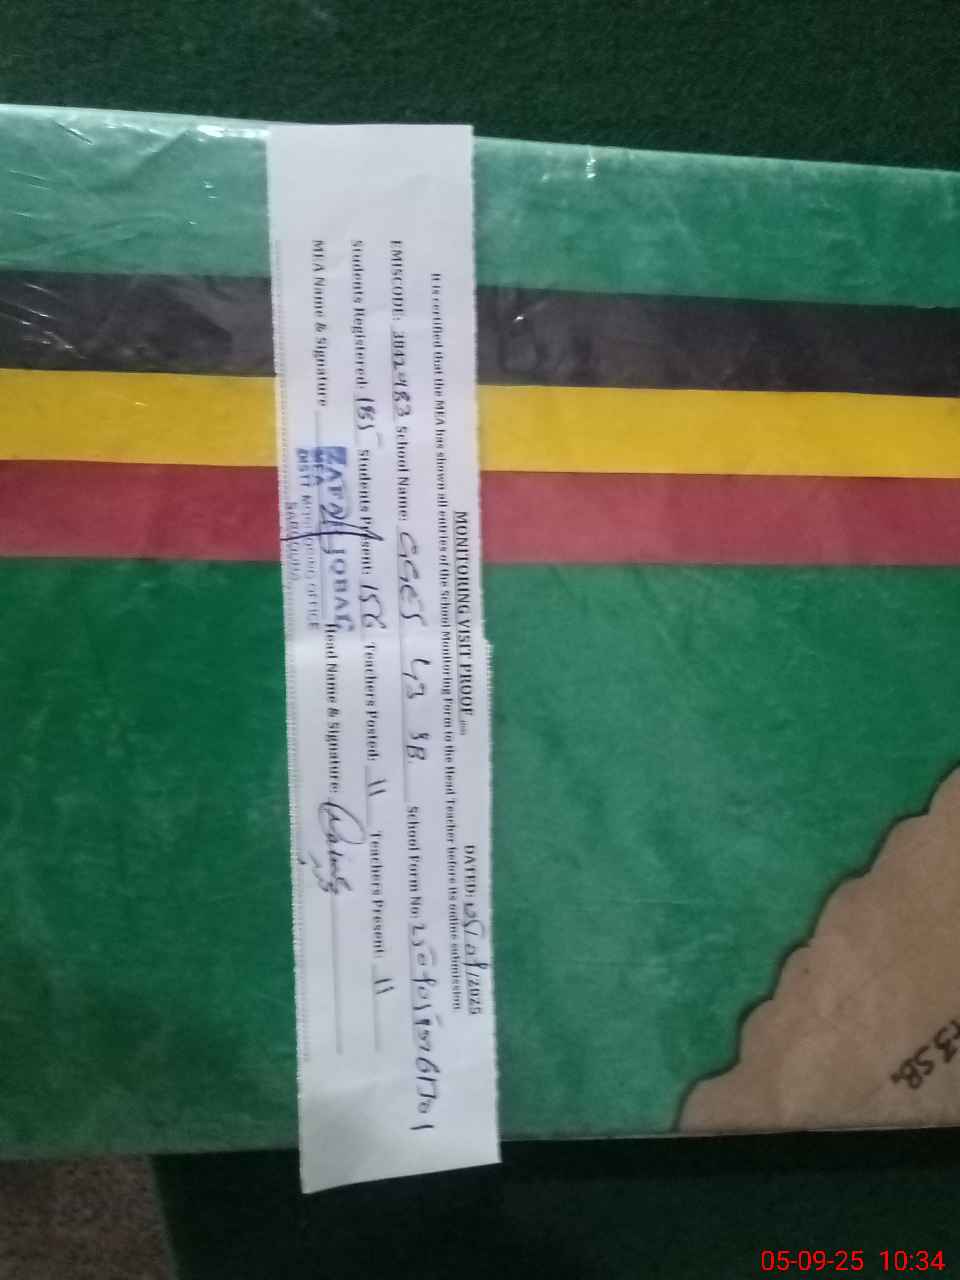 MONITORING VISIT PROOF
DATED: 05/09/2025
It is certified that the MEA has shown all entries of the School Monitoring Form to the Head Teacher before its online submission.
EMISCODE: School Name: GGES 43 SB. School Form No:
Students Registered: 185 Students Present: 156 Teachers Posted: 11 Teachers Present: 11
MEA Name & Signature Head Name & Signature:
ZAFAR IQBAL
MEA
DISTT MONITORING OFFICE
SARGODHA
43 SB.
05-09-25 10:34